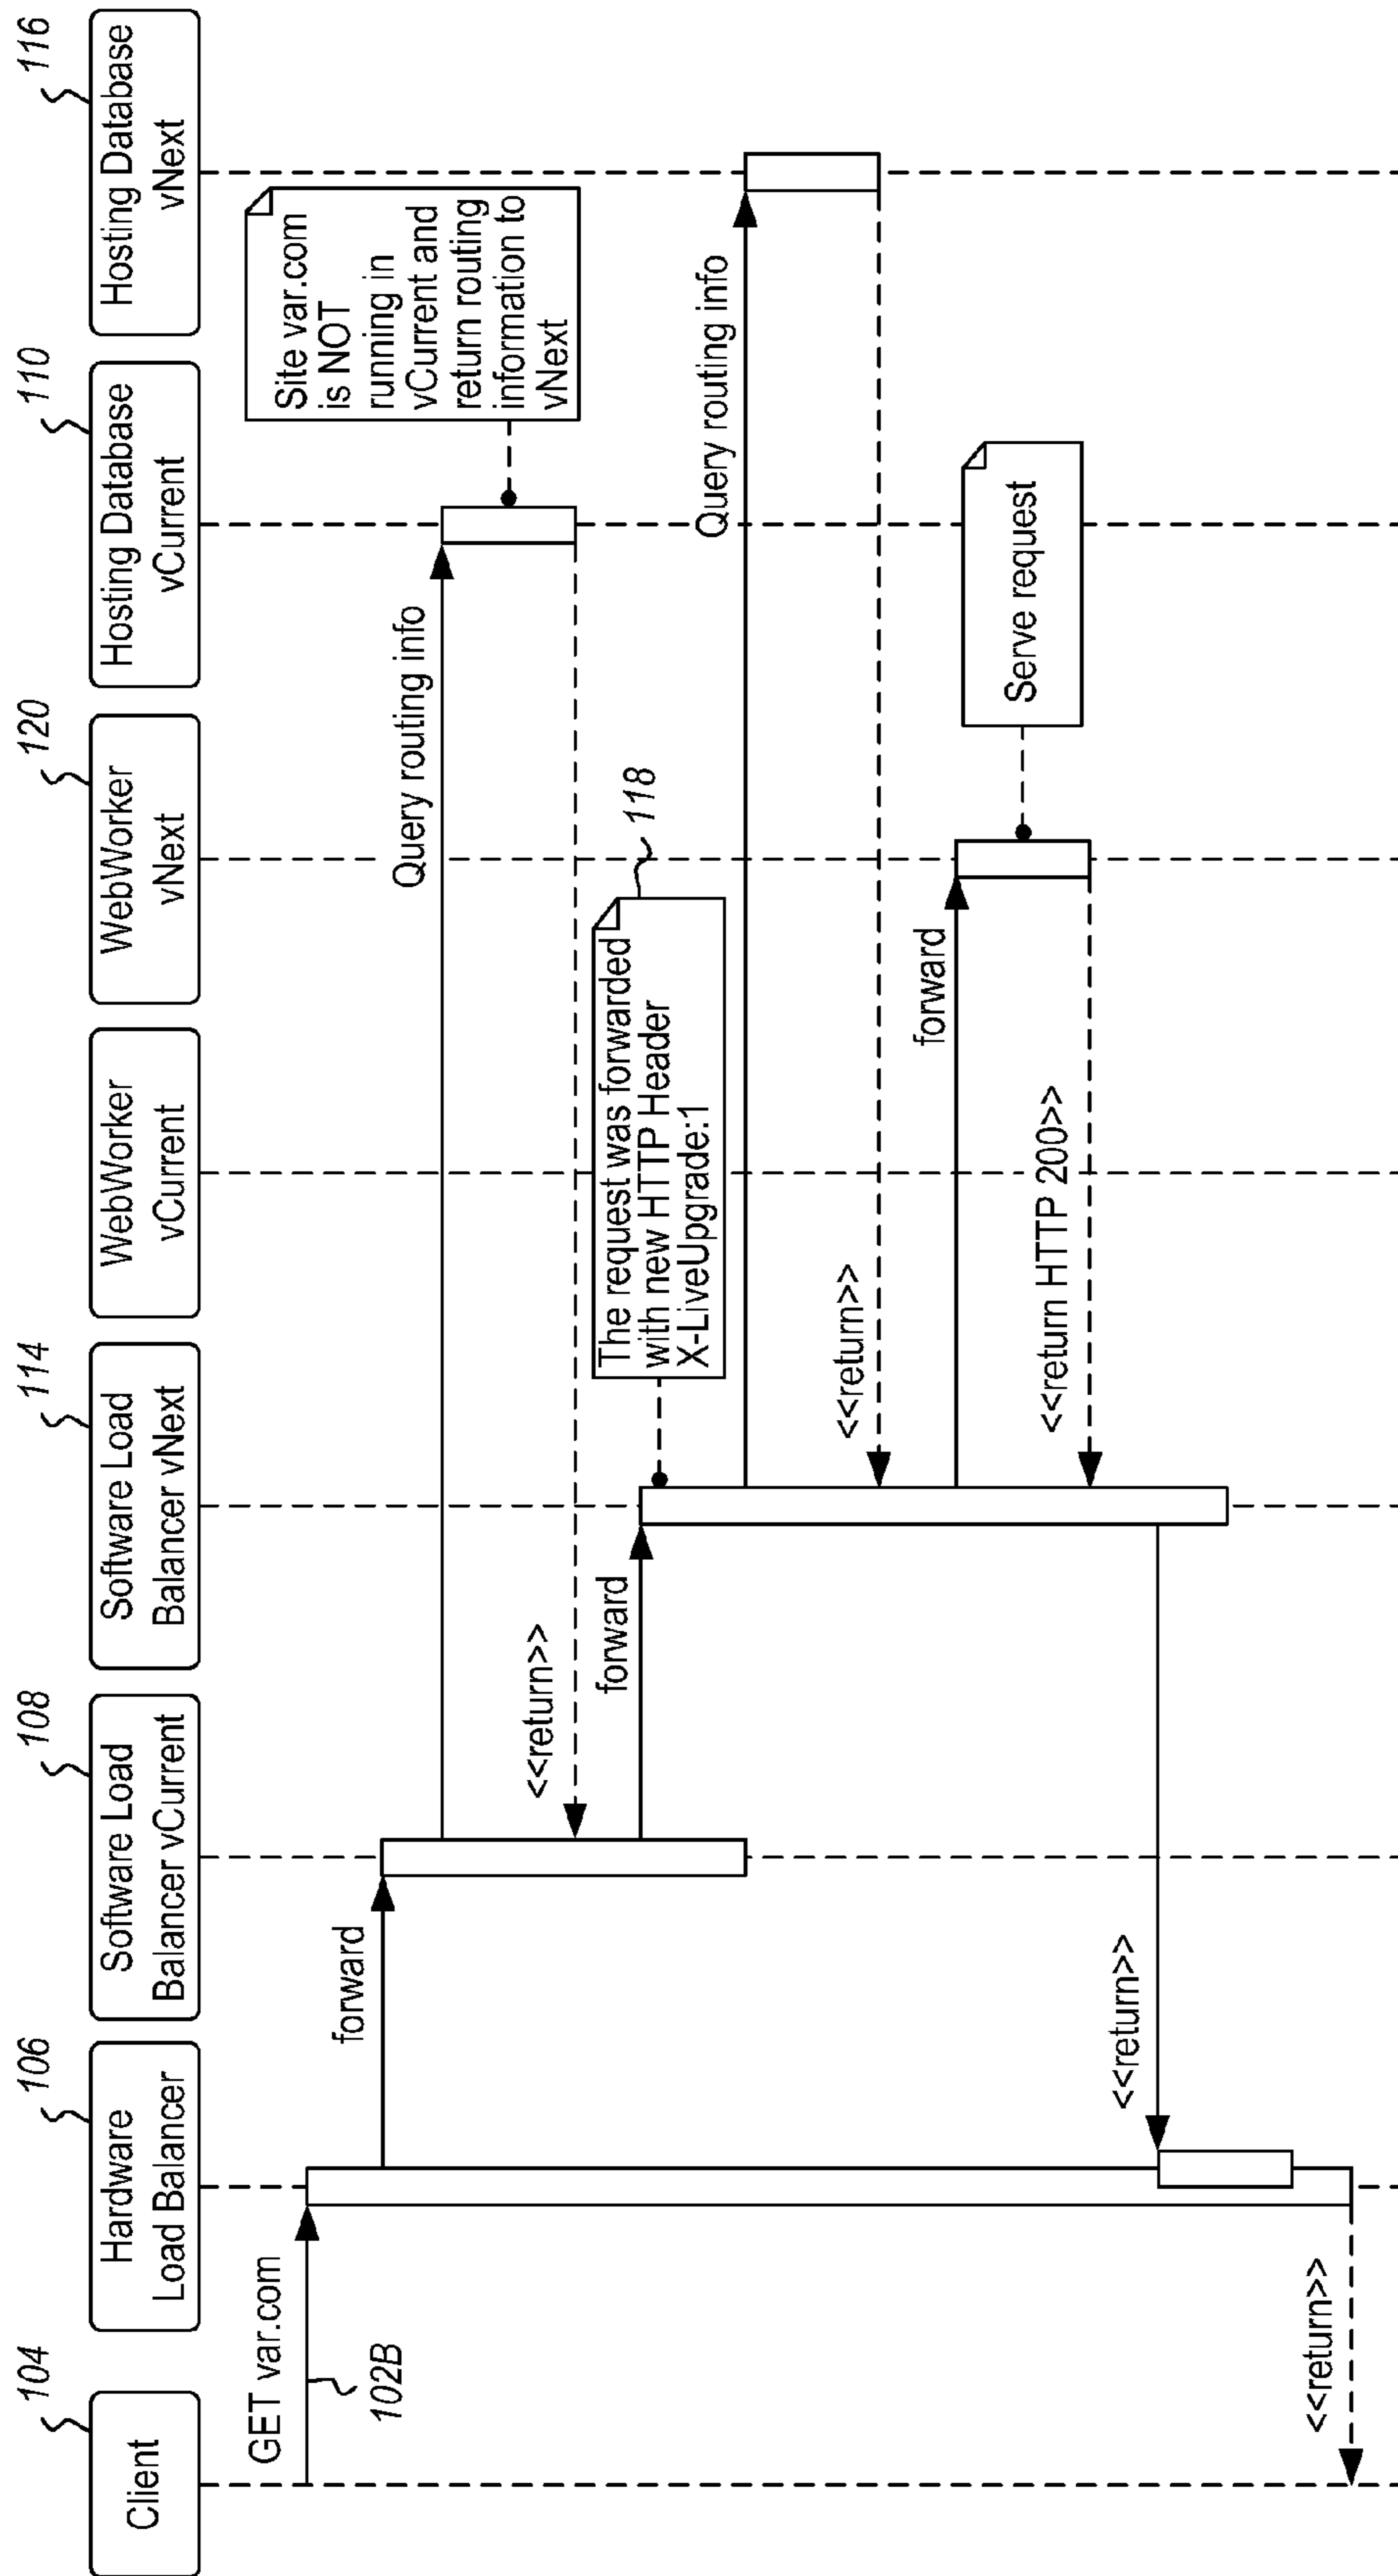 104
106
108
114
120
110
116
Client
Hardware
Load Balancer
Software Load
Balancer vCurrent
Software Load
Balancer vNext
WebWorker
vCurrent
WebWorker
vNext
Hosting Database
vCurrent
Hosting Database
vNext
GET var.com
102B
forward
Query routing info
Site var.com
is NOT
running in
vCurrent and
return routing
information to
vNext
<<return>>
forward
The request was forwarded
with new HTTP Header
X-LiveUpgrade:1
118
Query routing info
<<return>>
forward
Serve request
<<return HTTP 200>>
<<return>>
<<return>>